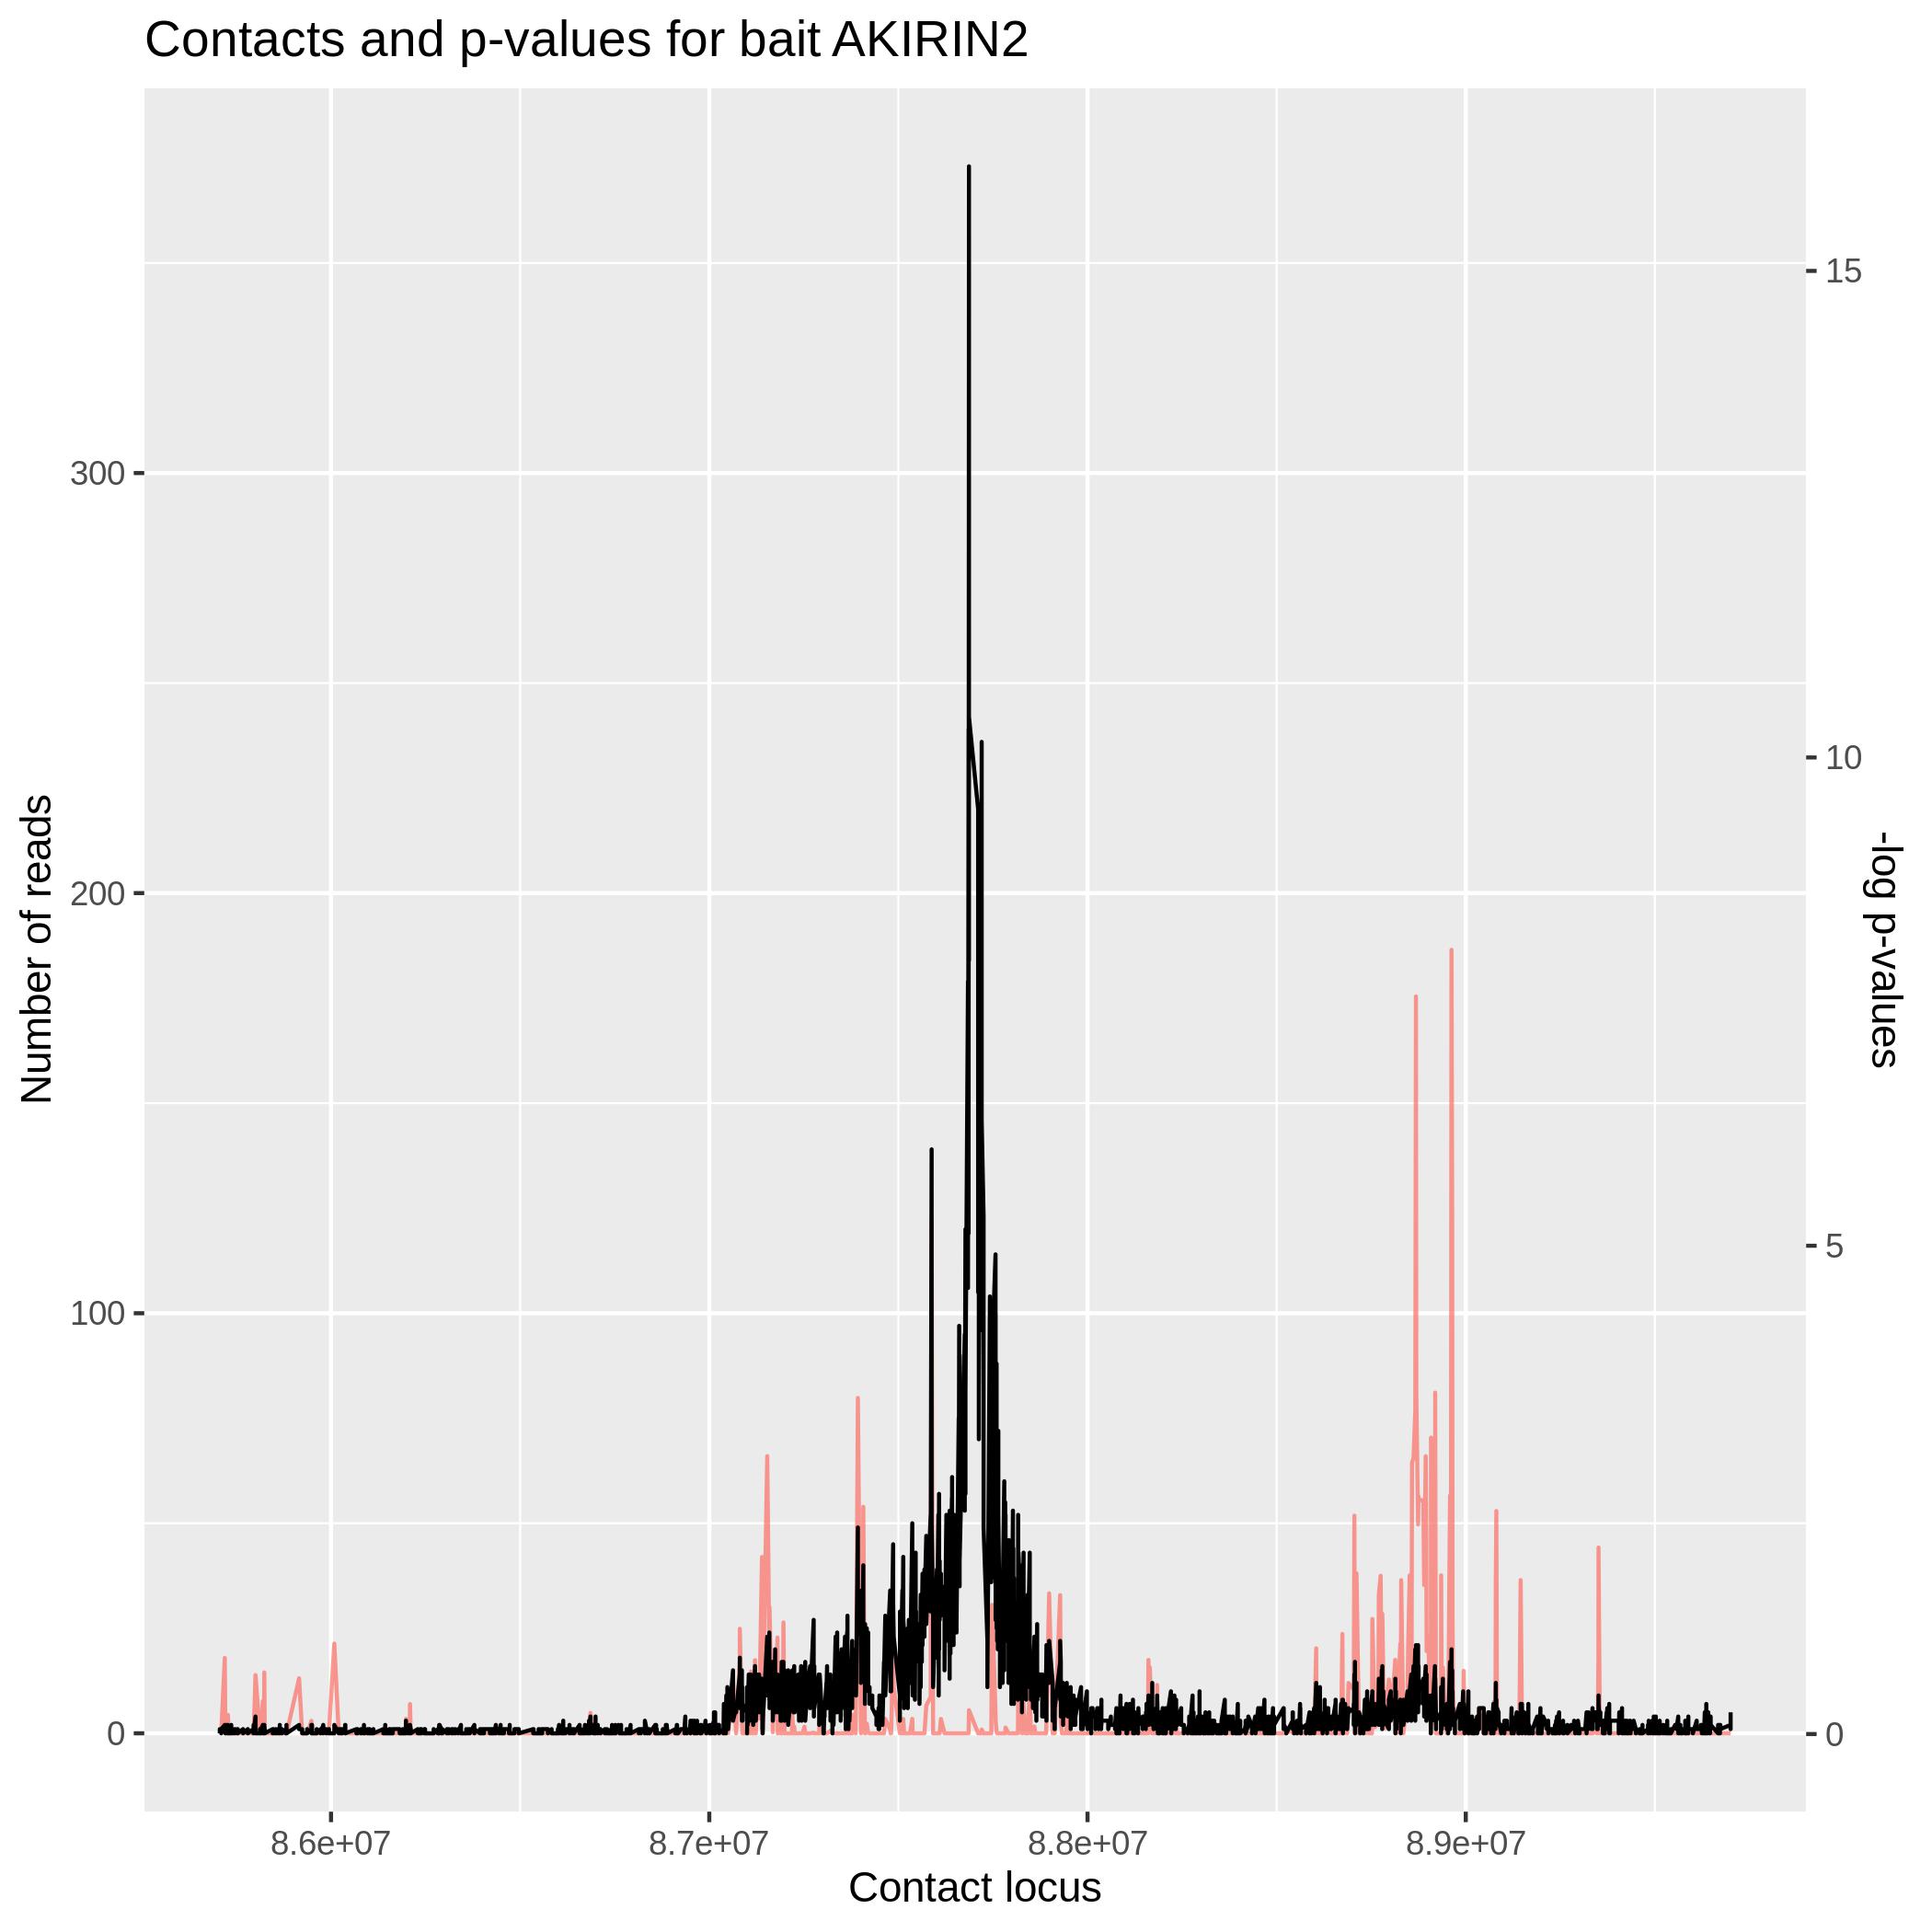 Contacts and p-values for bait AKIRIN2
Number of reads
300
200
100
0
15
10
5
0
-log p-values
8.6e+07
8.7e+07
8.8e+07
8.9e+07
Contact locus